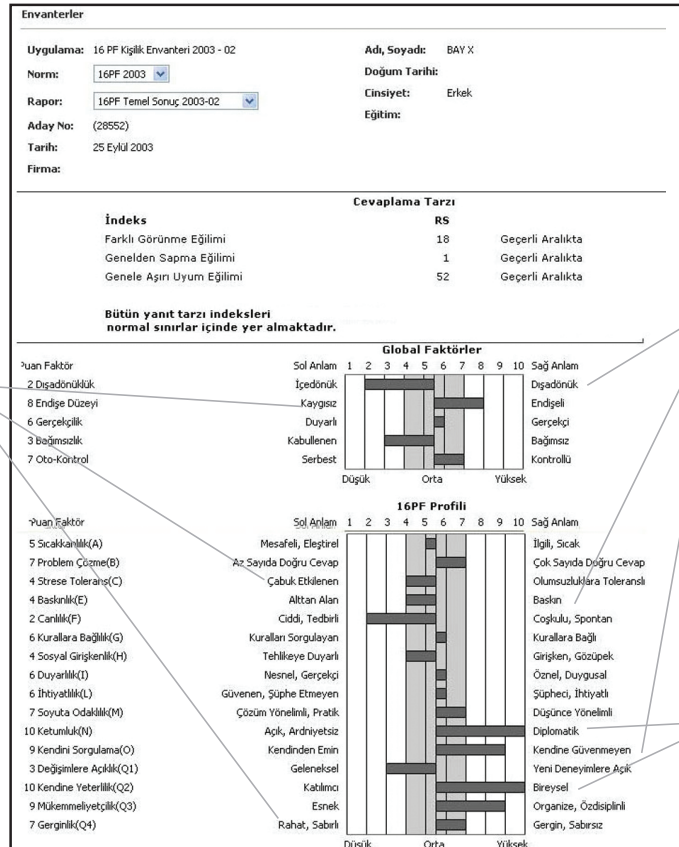 Envanterler
Uygulama: 16 PF Kişilik Envanteri 2003 - 02 Adı, Soyadı: BAY X
Norm: 16PF 2003 Doğum Tarihi:
Rapor: 16PF Temel Sonuç 2003-02 Cinsiyet: Erkek
Eğitim:
Aday No: (28552)
Tarih: 25 Eylül 2003
Firma:
Cevaplama Tarzı
İndeks RS
Farklı Görünme Eğilimi 18 Geçerli Aralıkta
Genelden Sapma Eğilimi 1 Geçerli Aralıkta
Genele Aşırı Uyum Eğilimi 52 Geçerli Aralıkta
Bütün yanıt tarzı indeksleri
normal sınırlar içinde yer almaktadır.
Global Faktörler
Puan Faktör Sol Anlam 1 2 3 4 5 6 7 8 9 10 Sağ Anlam
2 Dışadönüklük İçedönük Dışadönük
8 Endişe Düzeyi Kaygısız Endişeli
6 Gerçekçilik Duyarlı Gerçekçi
3 Bağımsızlık Kabullenen Bağımsız
7 Oto-Kontrol Serbest Kontrollü
Düşük Orta Yüksek
16PF Profili
Puan Faktör Sol Anlam 1 2 3 4 5 6 7 8 9 10 Sağ Anlam
5 Sıcakkanlılık(A) Mesafeli, Eleştirel İlgili, Sıcak
7 Problem Çözme(B) Az Sayıda Doğru Cevap Çok Sayıda Doğru Cevap
4 Strese Tolerans(C) Çabuk Etkilenen Olumsuzluklara Toleranslı
4 Baskınlık(E) Alttan Alan Baskın
2 Canlılık(F) Ciddi, Tedbirli Coşkulu, Spontan
6 Kurallara Bağlılık(G) Kuralları Sorgulayan Kurallara Bağlı
4 Sosyal Girişkenlik(H) Tehlikeye Duyarlı Girişken, Gözüpek
6 Duyarlılık(I) Nesnel, Gerçekçi Öznel, Duygusal
6 İhtiyatlılık(L) Güvenen, Şüphe Etmeyen Şüpheci, İhtiyatlı
7 Soyuta Odaklılık(M) Çözüm Yönelimli, Pratik Düşünce Yönelimli
10 Ketumluk(N) Açık, Ardniyetsiz Diplomatik
9 Kendini Sorgulama(O) Kendinden Emin Kendine Güvenmeyen
3 Değişimlere Açıklık(Q1) Geleneksel Yeni Deneyimlere Açık
10 Kendine Yeterlilik(Q2) Katılımcı Bireysel
9 Mükemmeliyetçilik(Q3) Esnek Organize, Özdisiplinli
7 Gerginlik(Q4) Rahat, Sabırlı Gergin, Sabırsız
Düşük Orta Yüksek